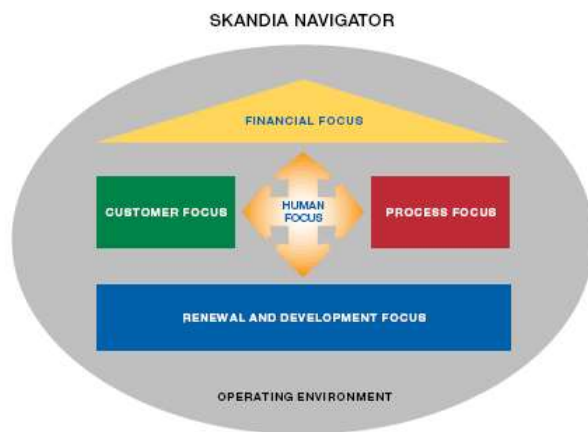 SKANDIA NAVIGATOR
FINANCIAL FOCUS
CUSTOMER FOCUS
HUMAN
FOCUS
PROCESS FOCUS
RENEWAL AND DEVELOPMENT FOCUS
OPERATING ENVIRONMENT